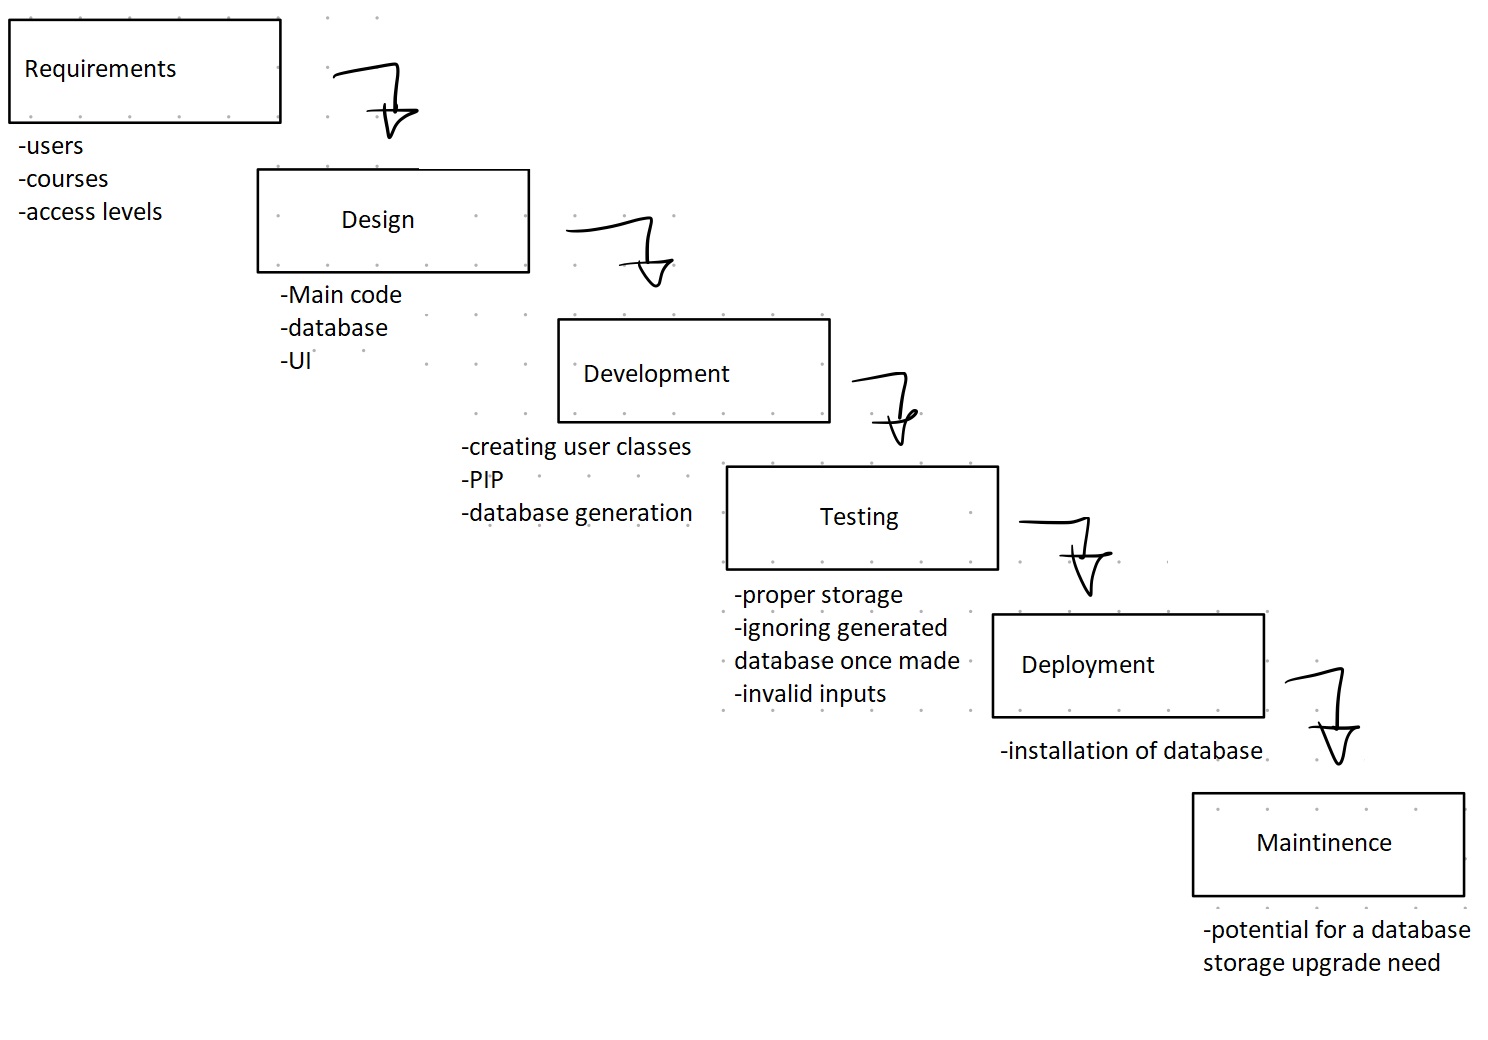 Requirements
-users
-courses
-access levels
Design
-Main code
-database
-UI
Development
-creating user classes
-PIP
-database generation
Testing
-proper storage
-ignoring generated
database once made
-invalid inputs
Deployment
-installation of database
Maintinence
-potential for a database
storage upgrade need